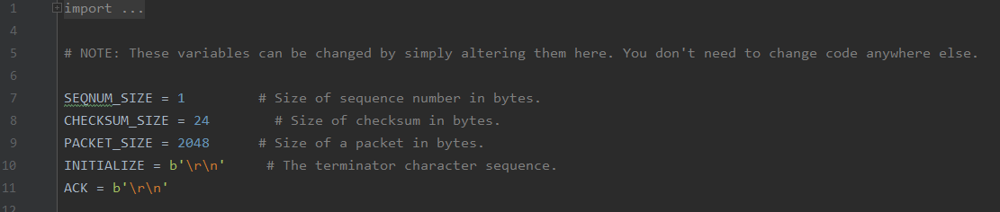 1 import ...
4
5 # NOTE: These variables can be changed by simply altering them here. You don't need to change code anywhere else.
6
7 SEQNUM_SIZE = 1 # Size of sequence number in bytes.
8 CHECKSUM_SIZE = 24 # Size of checksum in bytes.
9 PACKET_SIZE = 2048 # Size of a packet in bytes.
10 INITIALIZE = b'\r\n' # The terminator character sequence.
11 ACK = b'\r\n'
12